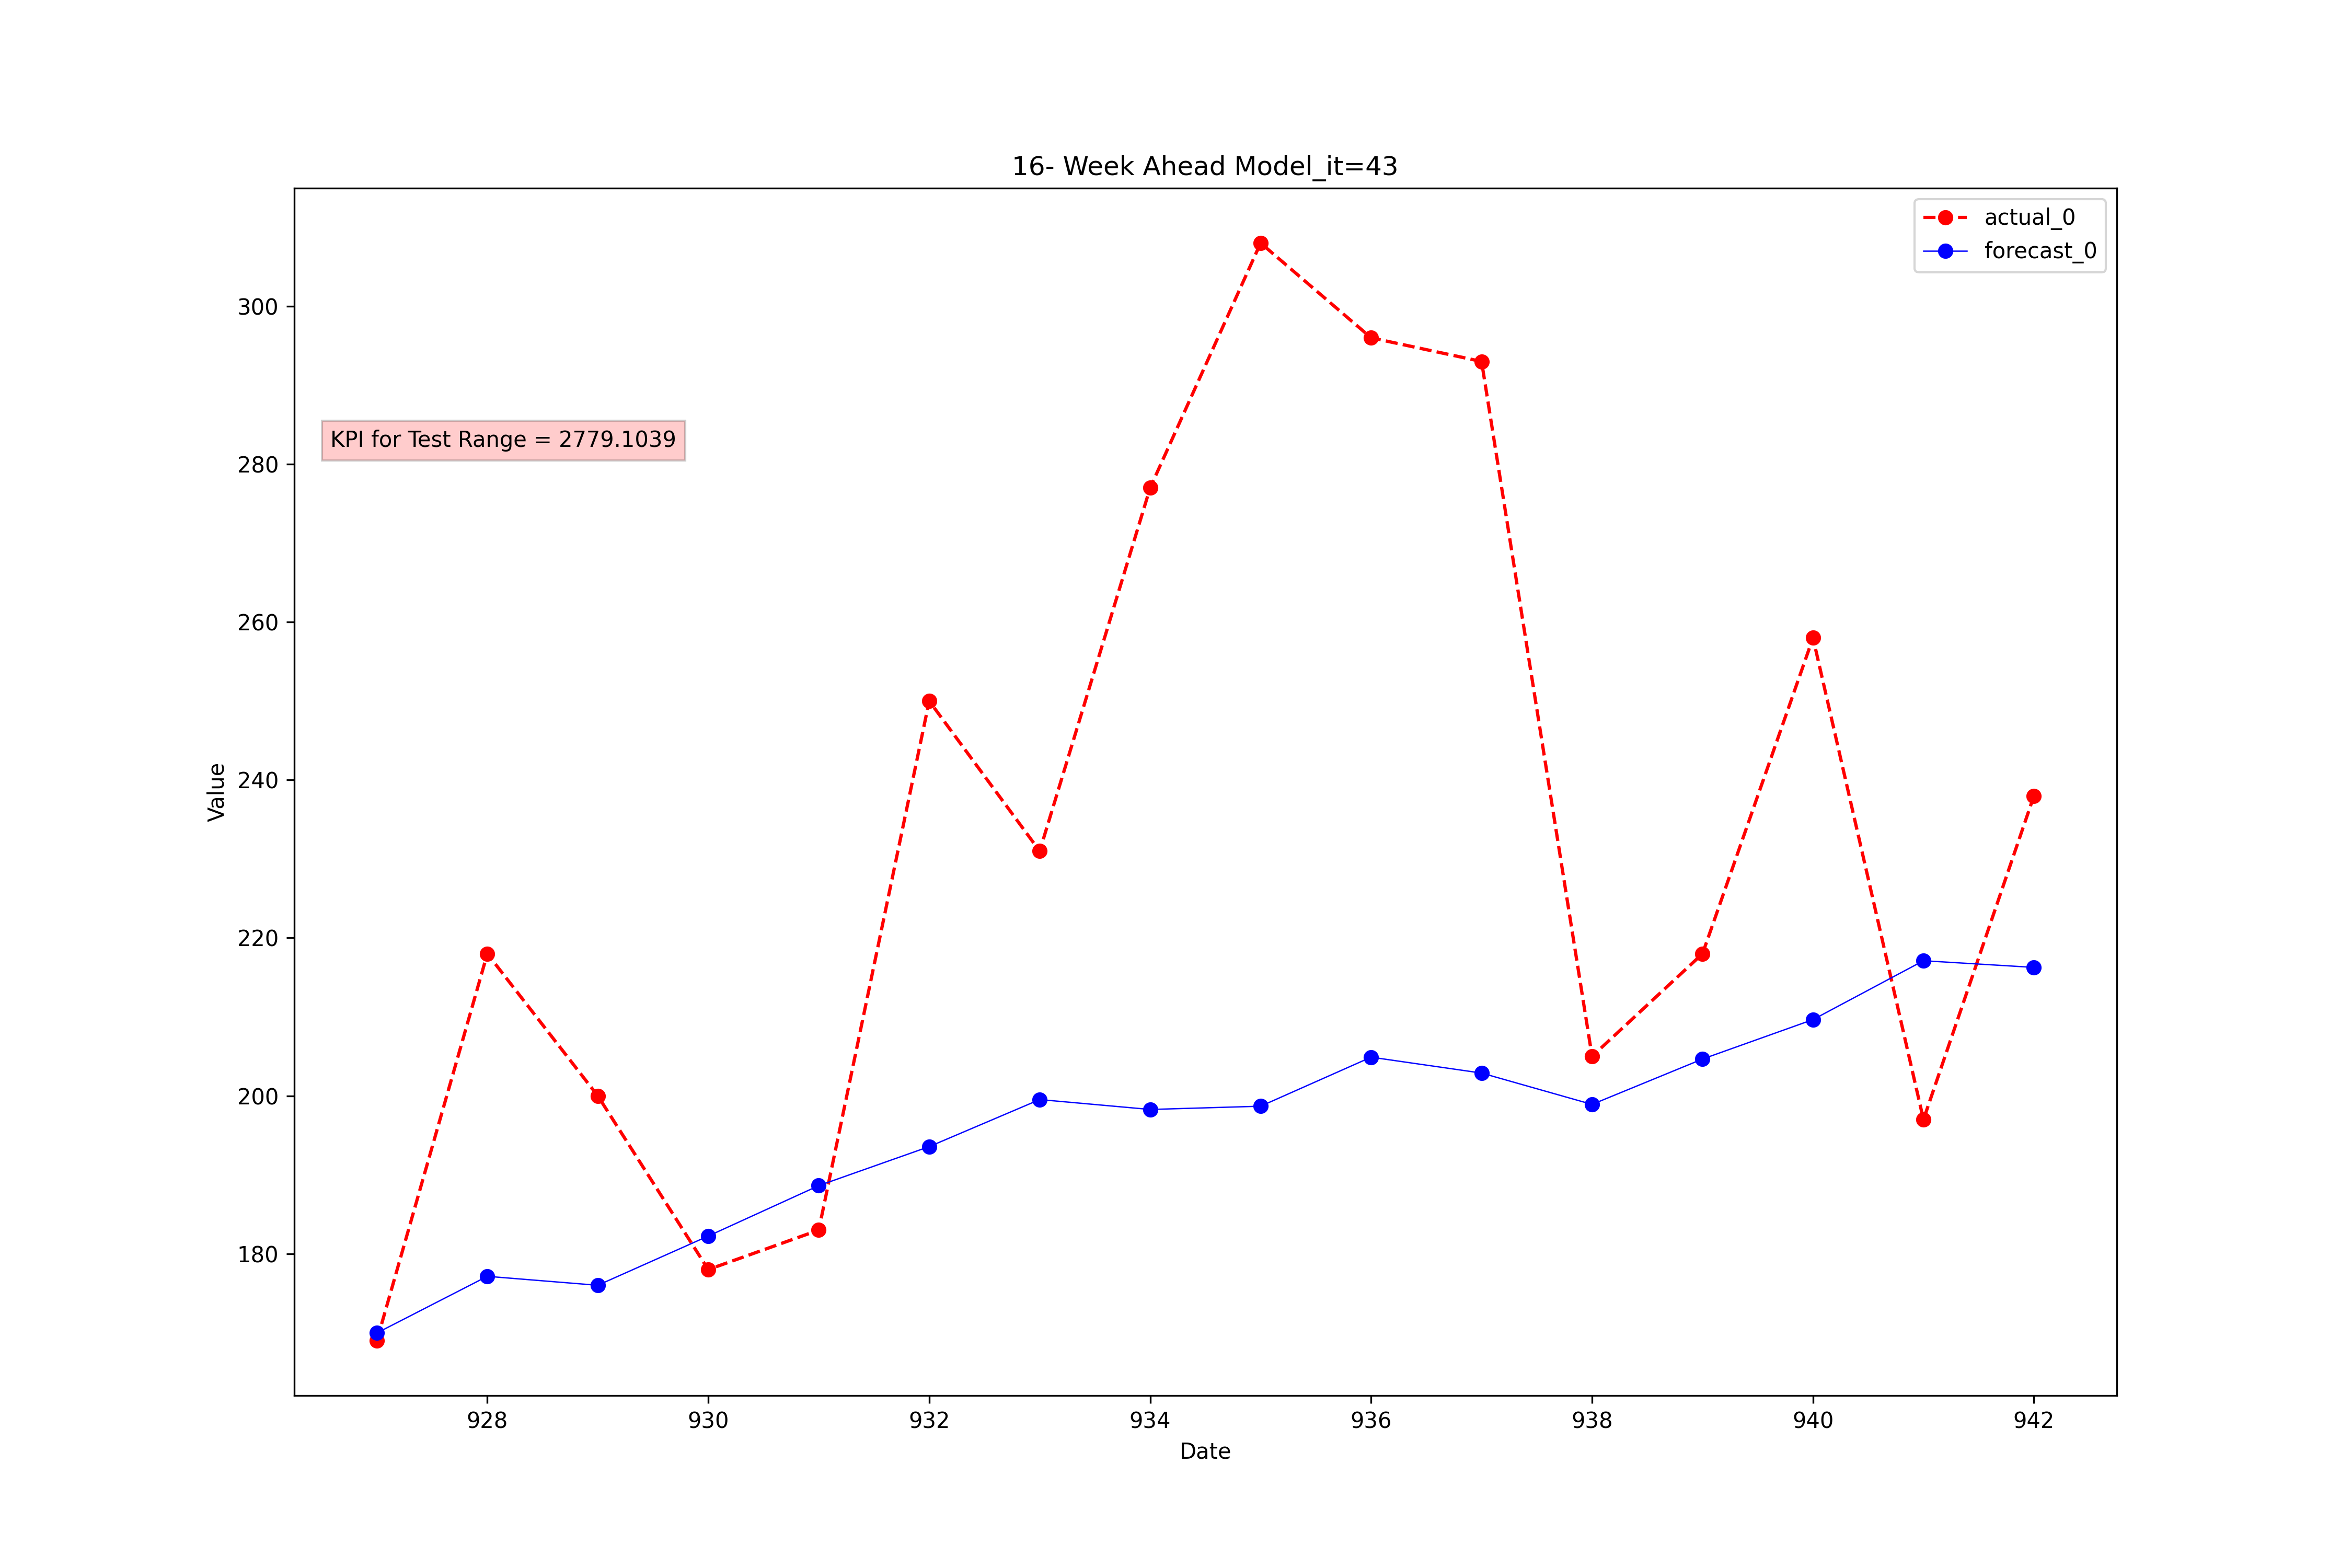 16- Week Ahead Model_it=43
actual_0
forecast_0
KPI for Test Range = 2779.1039
Value
300
280
260
240
220
200
180
928 930 932 934 936 938 940 942
Date